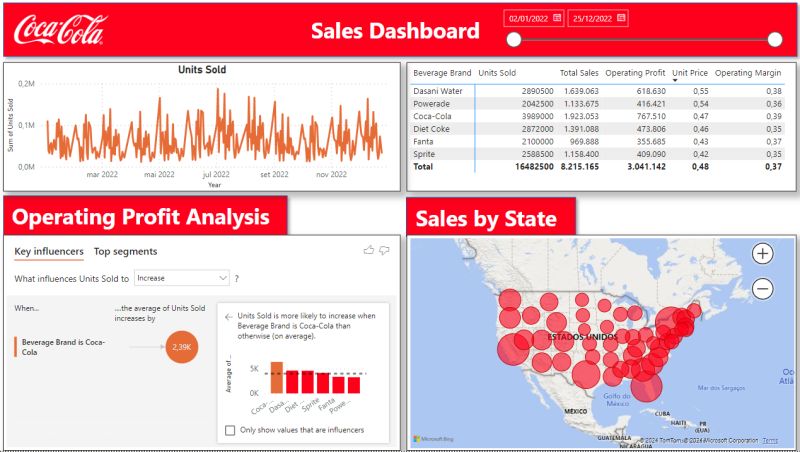 Coca-Cola
Sales Dashboard
02/01/2022
25/12/2022
Units Sold
Sum of Units Sold
0,2M
0,1M
0,0M
mar 2022
mai 2022
jul 2022
set 2022
nov 2022
Year
Beverage Brand Units Sold Total Sales Operating Profit Unit Price Operating Margin
Dasani Water 2890500 1.639.063 618.630 0,55 0,38
Powerade 2042500 1.133.675 416.421 0,54 0,36
Coca-Cola 3989000 1.923.053 767.510 0,47 0,39
Diet Coke 2872000 1.391.088 473.806 0,46 0,35
Fanta 2100000 969.888 355.685 0,43 0,37
Sprite 2588500 1.158.400 409.090 0,42 0,35
Total 16482500 8.215.165 3.041.142 0,48 0,37
Operating Profit Analysis
Key influencers Top segments
What influences Units Sold to Increase ?
When...
...the average of Units Sold
increases by
Beverage Brand is Coca-
Cola
2,39K
Units Sold is more likely to increase when
Beverage Brand is Coca-Cola than
otherwise (on average).
Average of ...
5K
0K
Coca-...
Dasa...
Diet ...
Sprite
Fanta
Powe...
Only show values that are influencers
Sales by State
ESTADOS UNIDOS
Golfo do
México
MÉXICO
CUBA
HAITI
PR
(EUA)
GUATEMALA
NICARÁGUA
Mar dos Sargaços
Microsoft Bing
© 2024 TomTom, © 2024 Microsoft Corporation Terms